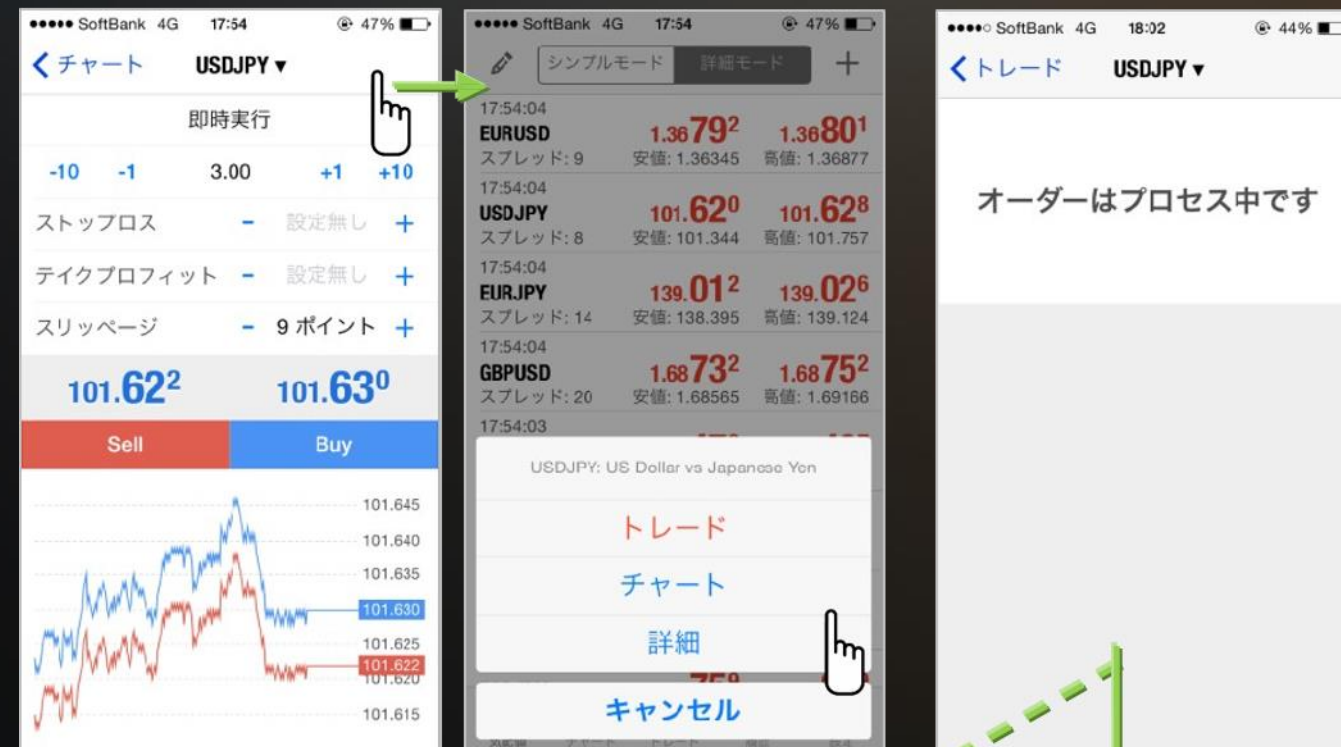 SoftBank 4G 17:54 47%
チャート USDJPY ▼
即時実行
-10 -1 3.00 +1 +10
ストップロス - 設定無し +
テイクプロフィット - 設定無し +
スリッページ - 9 ポイント +
101.622 101.630
Sell Buy
101.645
101.640
101.635
101.630
101.625
101.622
101.620
101.615
SoftBank 4G 17:54 47%
シンプルモード 詳細モード +
17:54:04
EURUSD 1.36792 1.36801
スプレッド: 9 安値: 1.36345 高値: 1.36877
17:54:04
USDJPY 101.620 101.628
スプレッド: 8 安値: 101.344 高値: 101.757
17:54:04
EURJPY 139.012 139.026
スプレッド: 14 安値: 138.395 高値: 139.124
17:54:04
GBPUSD 1.68732 1.68752
スプレッド: 20 安値: 1.68565 高値: 1.69166
17:54:03
USDJPY: US Dollar vs Japanese Yen
トレード
チャート
詳細
キャンセル
SoftBank 4G 18:02 44%
トレード USDJPY ▼
オーダーはプロセス中です